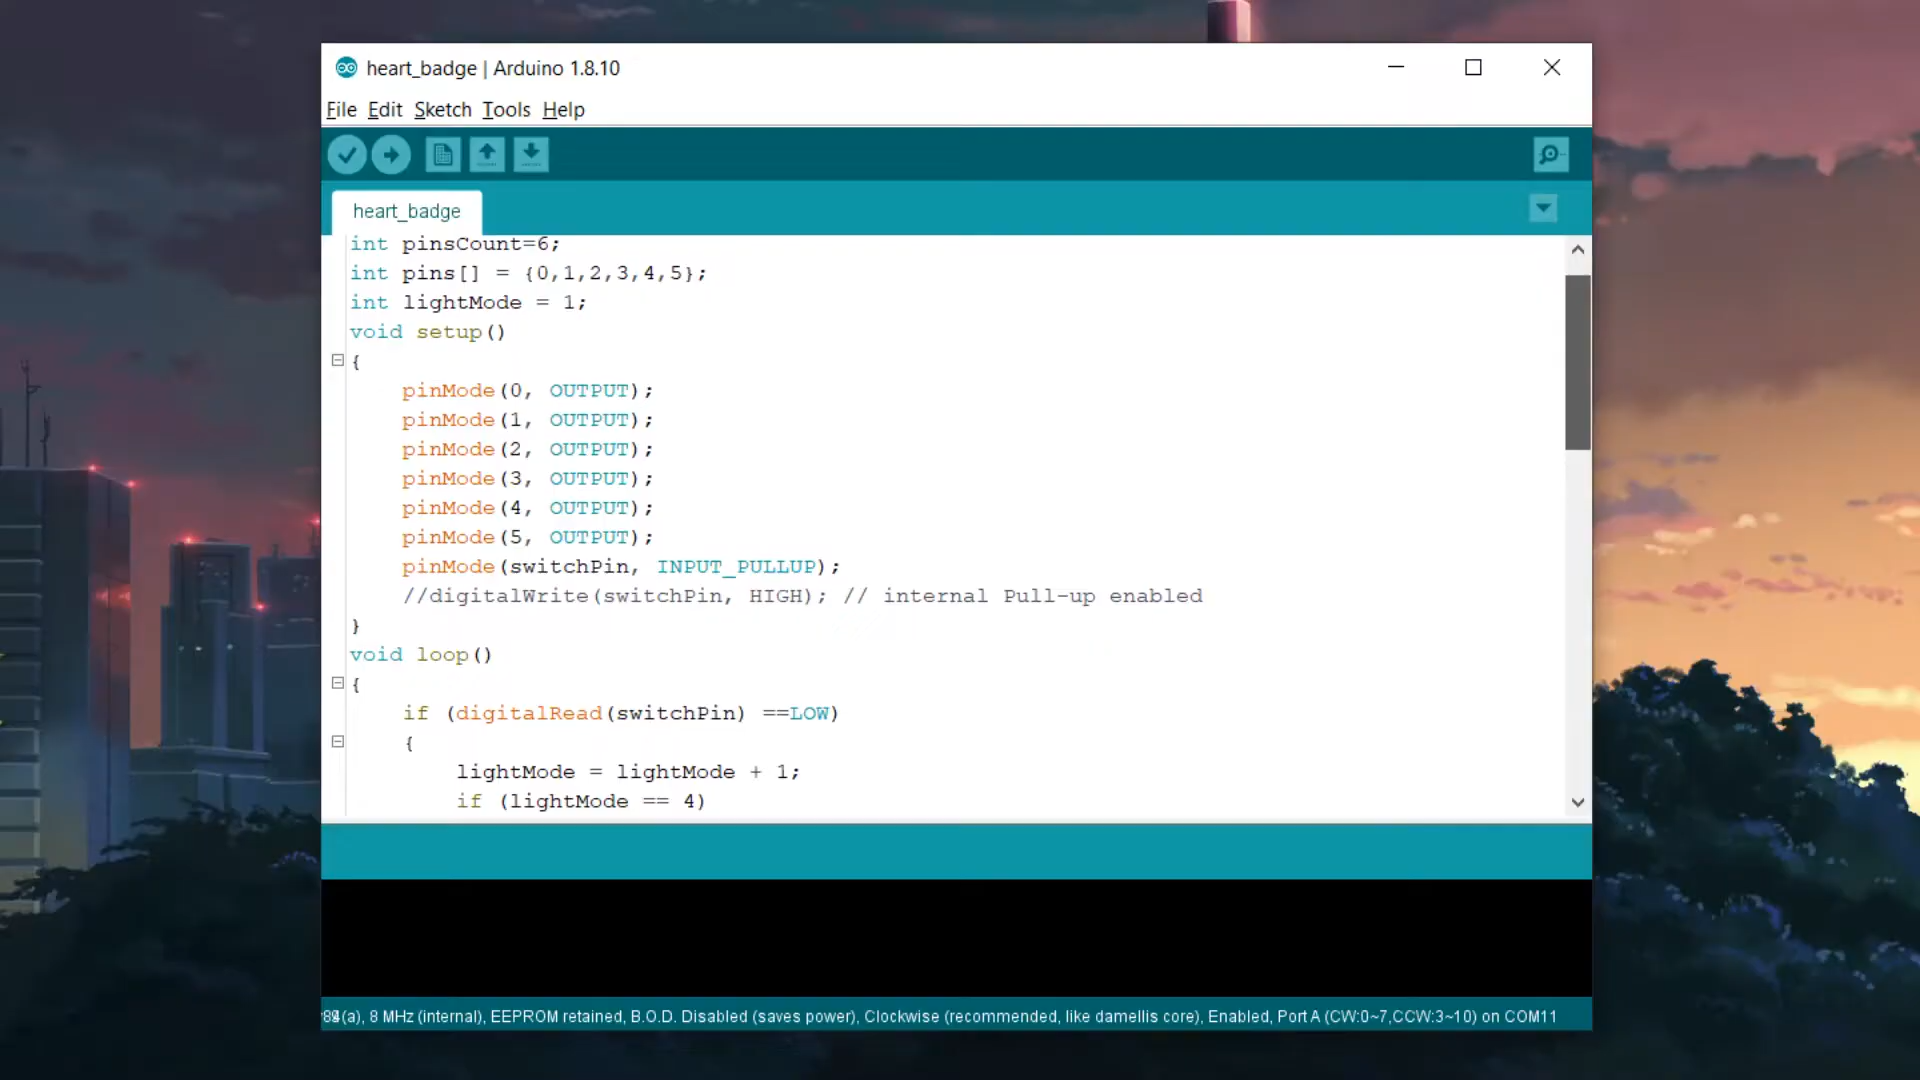 heart_badge | Arduino 1.8.10
File Edit Sketch Tools Help
heart_badge
int pinsCount=6;
int pins[] = {0,1,2,3,4,5};
int lightMode = 1;
void setup()
{
pinMode(0, OUTPUT);
pinMode(1, OUTPUT);
pinMode(2, OUTPUT);
pinMode(3, OUTPUT);
pinMode(4, OUTPUT);
pinMode(5, OUTPUT);
pinMode(switchPin, INPUT_PULLUP);
//digitalWrite(switchPin, HIGH); // internal Pull-up enabled
}
void loop()
{
if (digitalRead(switchPin) ==LOW)
{
lightMode = lightMode + 1;
if (lightMode == 4)
(a), 8 MHz (internal), EEPROM retained, B.O.D. Disabled (saves power), Clockwise (recommended, like damellis core), Enabled, Port A (CW:0~7,CCW:3~10) on COM11